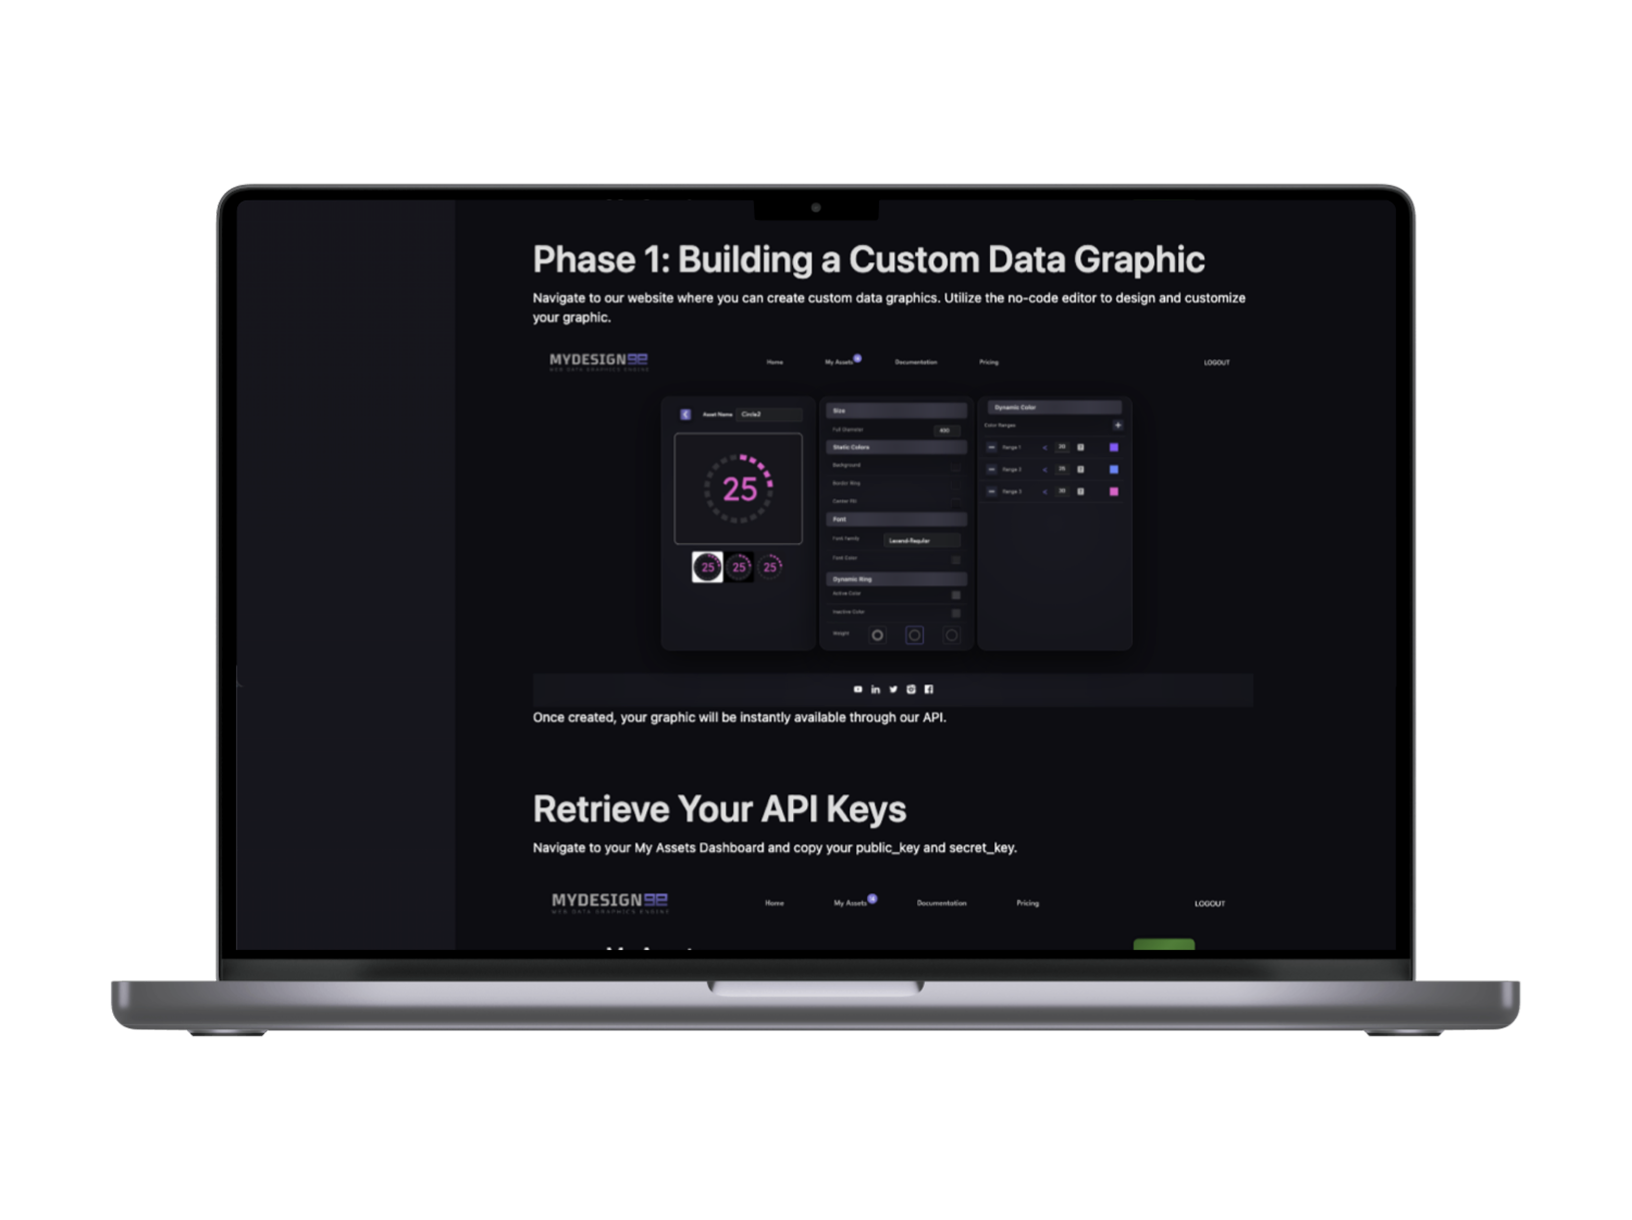 Phase 1: Building a Custom Data Graphic
Navigate to our website where you can create custom data graphics. Utilize the no-code editor to design and customize
your graphic.
MYDESIGN
WEB DATA GRAPHICS ENGINE
Home
My Assets
Documentation
Pricing
LOGOUT
Asset Name
Circle2
25
25
25
25
Size
Full Diameter
400
Static Colors
Background
Border Ring
Center Fill
Font
Font Family
Lexend-Regular
Font Color
Dynamic Ring
Active Color
Inactive Color
Weight
Dynamic Color
Color Ranges
+
Range 1 < 20
Range 2 < 25
Range 3 < 30
Once created, your graphic will be instantly available through our API.
Retrieve Your API Keys
Navigate to your My Assets Dashboard and copy your public_key and secret_key.
MYDESIGN
WEB DATA GRAPHICS ENGINE
Home
My Assets
Documentation
Pricing
LOGOUT